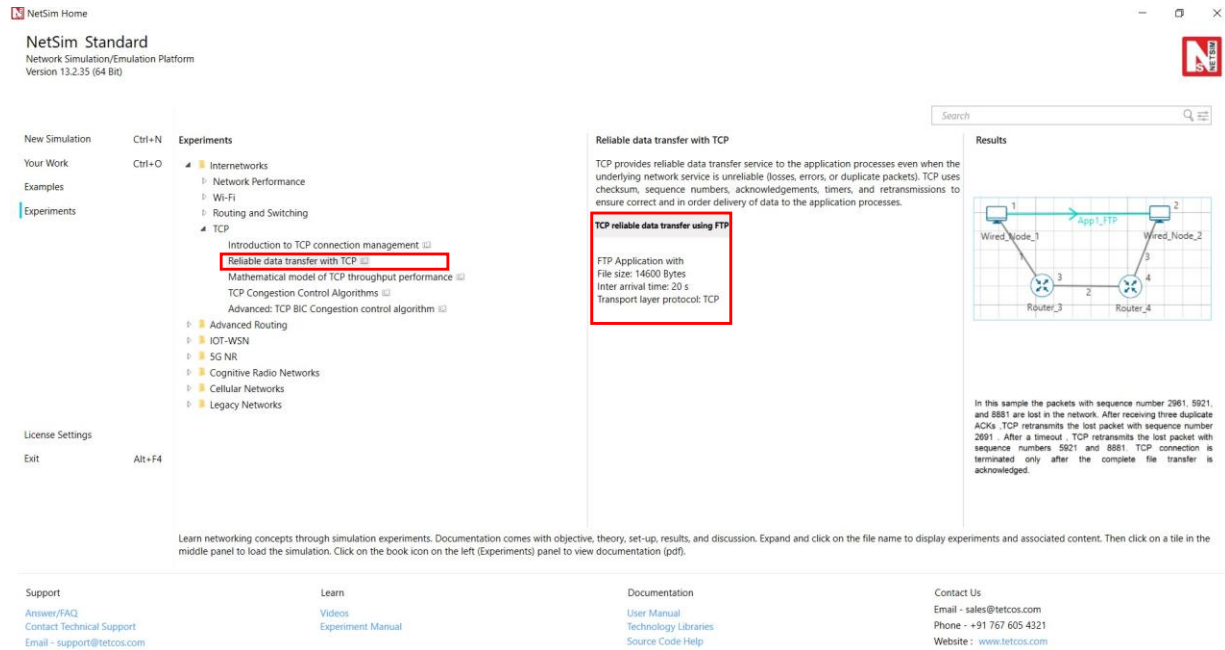 NetSim Home
NetSim Standard
Network Simulation/Emulation Platform
Version 13.2.35 (64 Bit)
NETSIM
Search
New Simulation Ctrl+N
Your Work Ctrl+O
Examples
Experiments
License Settings
Exit Alt+F4
Experiments
Internetworks
Network Performance
Wi-Fi
Routing and Switching
TCP
Introduction to TCP connection management
Reliable data transfer with TCP
Mathematical model of TCP throughput performance
TCP Congestion Control Algorithms
Advanced: TCP BIC Congestion control algorithm
Advanced Routing
IOT-WSN
5G NR
Cognitive Radio Networks
Cellular Networks
Legacy Networks
Reliable data transfer with TCP
TCP provides reliable data transfer service to the application processes even when the
underlying network service is unreliable (losses, errors, or duplicate packets). TCP uses
checksum, sequence numbers, acknowledgements, timers, and retransmissions to
ensure correct and in order delivery of data to the application processes.
TCP reliable data transfer using FTP
FTP Application with
File size: 14600 Bytes
Inter arrival time: 20 s
Transport layer protocol: TCP
Results
1
2
App1_FTP
Wired_Node_1
Wired_Node_2
1
3
3
4
2
Router_3
Router_4
In this sample the packets with sequence number 2961, 5921,
and 8881 are lost in the network. After receiving three duplicate
ACKs ,TCP retransmits the lost packet with sequence number
2691 . After a timeout , TCP retransmits the lost packet with
sequence numbers 5921 and 8881. TCP connection is
terminated only after the complete file transfer is
acknowledged.
Learn networking concepts through simulation experiments. Documentation comes with objective, theory, set-up, results, and discussion. Expand and click on the file name to display experiments and associated content. Then click on a tile in the
middle panel to load the simulation. Click on the book icon on the left (Experiments) panel to view documentation (pdf).
Support
Answer/FAQ
Contact Technical Support
Email - support@tetcos.com
Learn
Videos
Experiment Manual
Documentation
User Manual
Technology Libraries
Source Code Help
Contact Us
Email - sales@tetcos.com
Phone - +91 767 605 4321
Website : www.tetcos.com